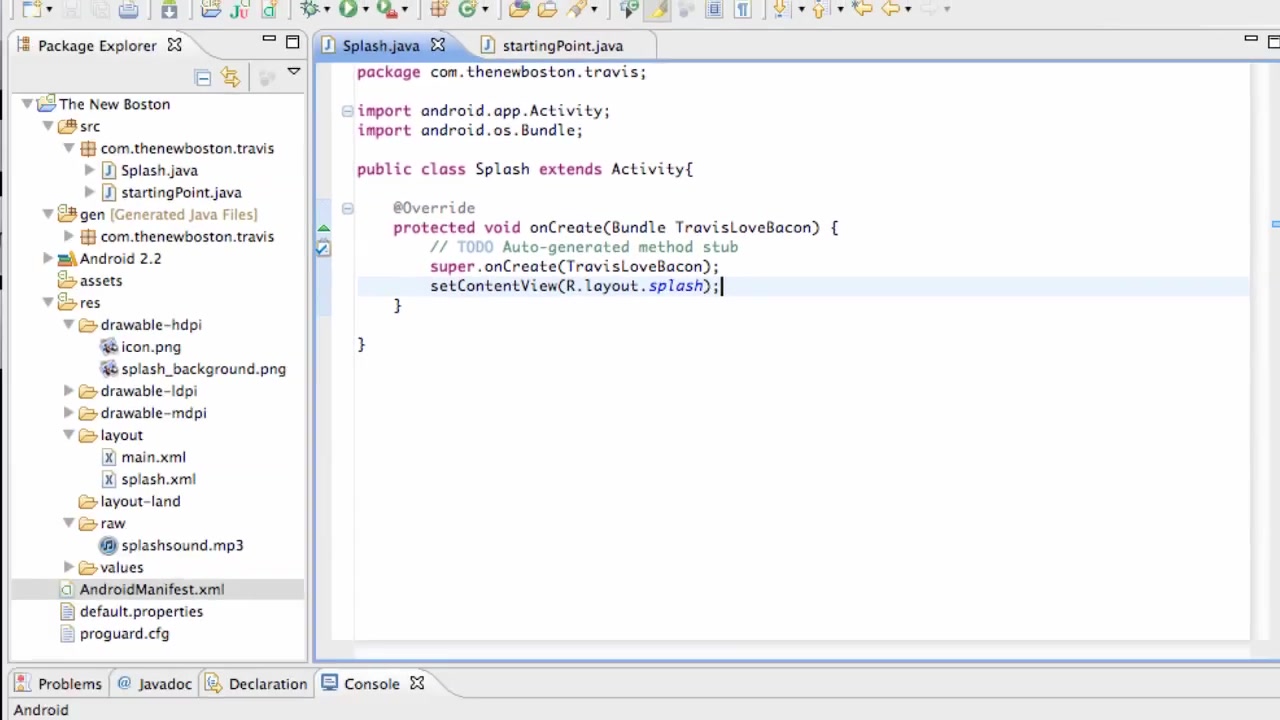 Package Explorer
The New Boston
src
com.thenewboston.travis
Splash.java
startingPoint.java
gen [Generated Java Files]
com.thenewboston.travis
Android 2.2
assets
res
drawable-hdpi
icon.png
splash_background.png
drawable-ldpi
drawable-mdpi
layout
main.xml
splash.xml
layout-land
raw
splashsound.mp3
values
AndroidManifest.xml
default.properties
proguard.cfg
Splash.java startingPoint.java
package com.thenewboston.travis;
import android.app.Activity;
import android.os.Bundle;
public class Splash extends Activity{
@Override
protected void onCreate(Bundle TravisLoveBacon) {
// TODO Auto-generated method stub
super.onCreate(TravisLoveBacon);
setContentView(R.layout.splash);
}
}
Problems @ Javadoc Declaration Console
Android